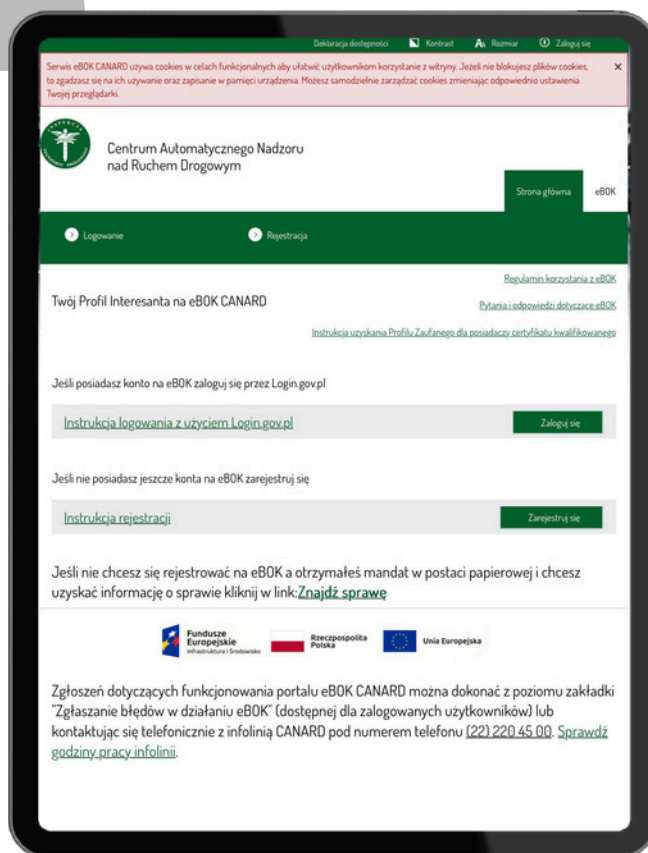 Deklaracja dostępności Kontrast Rozmiar Zaloguj się
Serwis eBOK CANARD używa cookies w celach funkcjonalnych aby ułatwić użytkownikom korzystanie z witryny. Jeżeli nie blokujesz plików cookies,
to zgadzasz się na ich używanie oraz zapisanie w pamięci urządzenia. Możesz samodzielnie zarządzać cookies zmieniając odpowiednio ustawienia
Twojej przeglądarki.
Centrum Automatycznego Nadzoru
nad Ruchem Drogowym
Strona główna eBOK
Logowanie Rejestracja
Regulamin korzystania z eBOK
Twój Profil Interesanta na eBOK CANARD
Pytania i odpowiedzi dotyczace eBOK
Instrukcja uzyskania Profilu Zaufanego dla posiadaczy certyfikatu kwalifikowanego
Jeśli posiadasz konto na eBOK zaloguj się przez Login.gov.pl
Instrukcja logowania z użyciem Login.gov.pl Zaloguj się
Jeśli nie posiadasz jeszcze konta na eBOK zarejestruj się
Instrukcja rejestracji Zarejestruj się
Jeśli nie chcesz się rejestrować na eBOK a otrzymałeś mandat w postaci papierowej i chcesz
uzyskać informację o sprawie kliknij w link:Znajdź sprawę
Fundusze
Europejskie
Infrastruktura i Środowisko
Rzeczpospolita
Polska
Unia Europejska
Zgłoszeń dotyczących funkcjonowania portalu eBOK CANARD można dokonać z poziomu zakładki
"Zgłaszanie błędów w działaniu eBOK" (dostępnej dla zalogowanych użytkowników) lub
kontaktując się telefonicznie z infolinią CANARD pod numerem telefonu (22) 220 45 00. Sprawdź
godziny pracy infolinii.